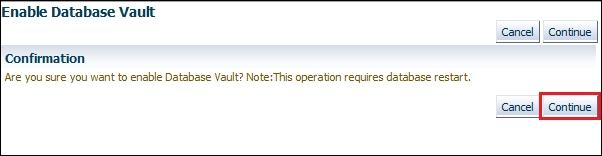 Enable Database Vault
Cancel Continue
Confirmation
Are you sure you want to enable Database Vault? Note:This operation requires database restart.
Cancel Continue